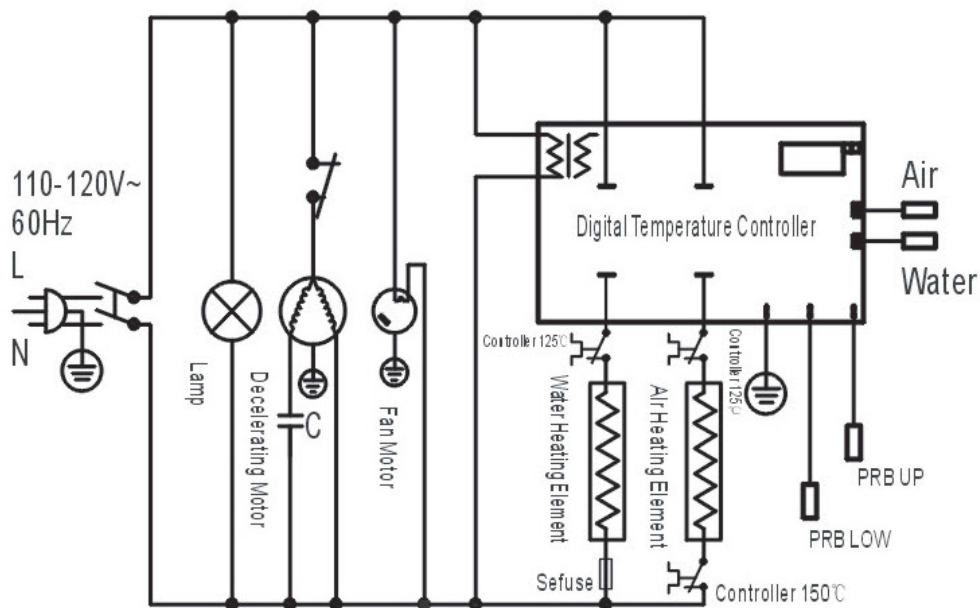 110-120V~
60Hz
L
N
Lamp
Decelerating Motor
C
Fan Motor
Digital Temperature Controller
Air
Water
Controller 125℃
Water Heating Element
Sefuse
Air Heating Element
Controller 125μ
Controller 150℃
PRB LOW
PRB UP